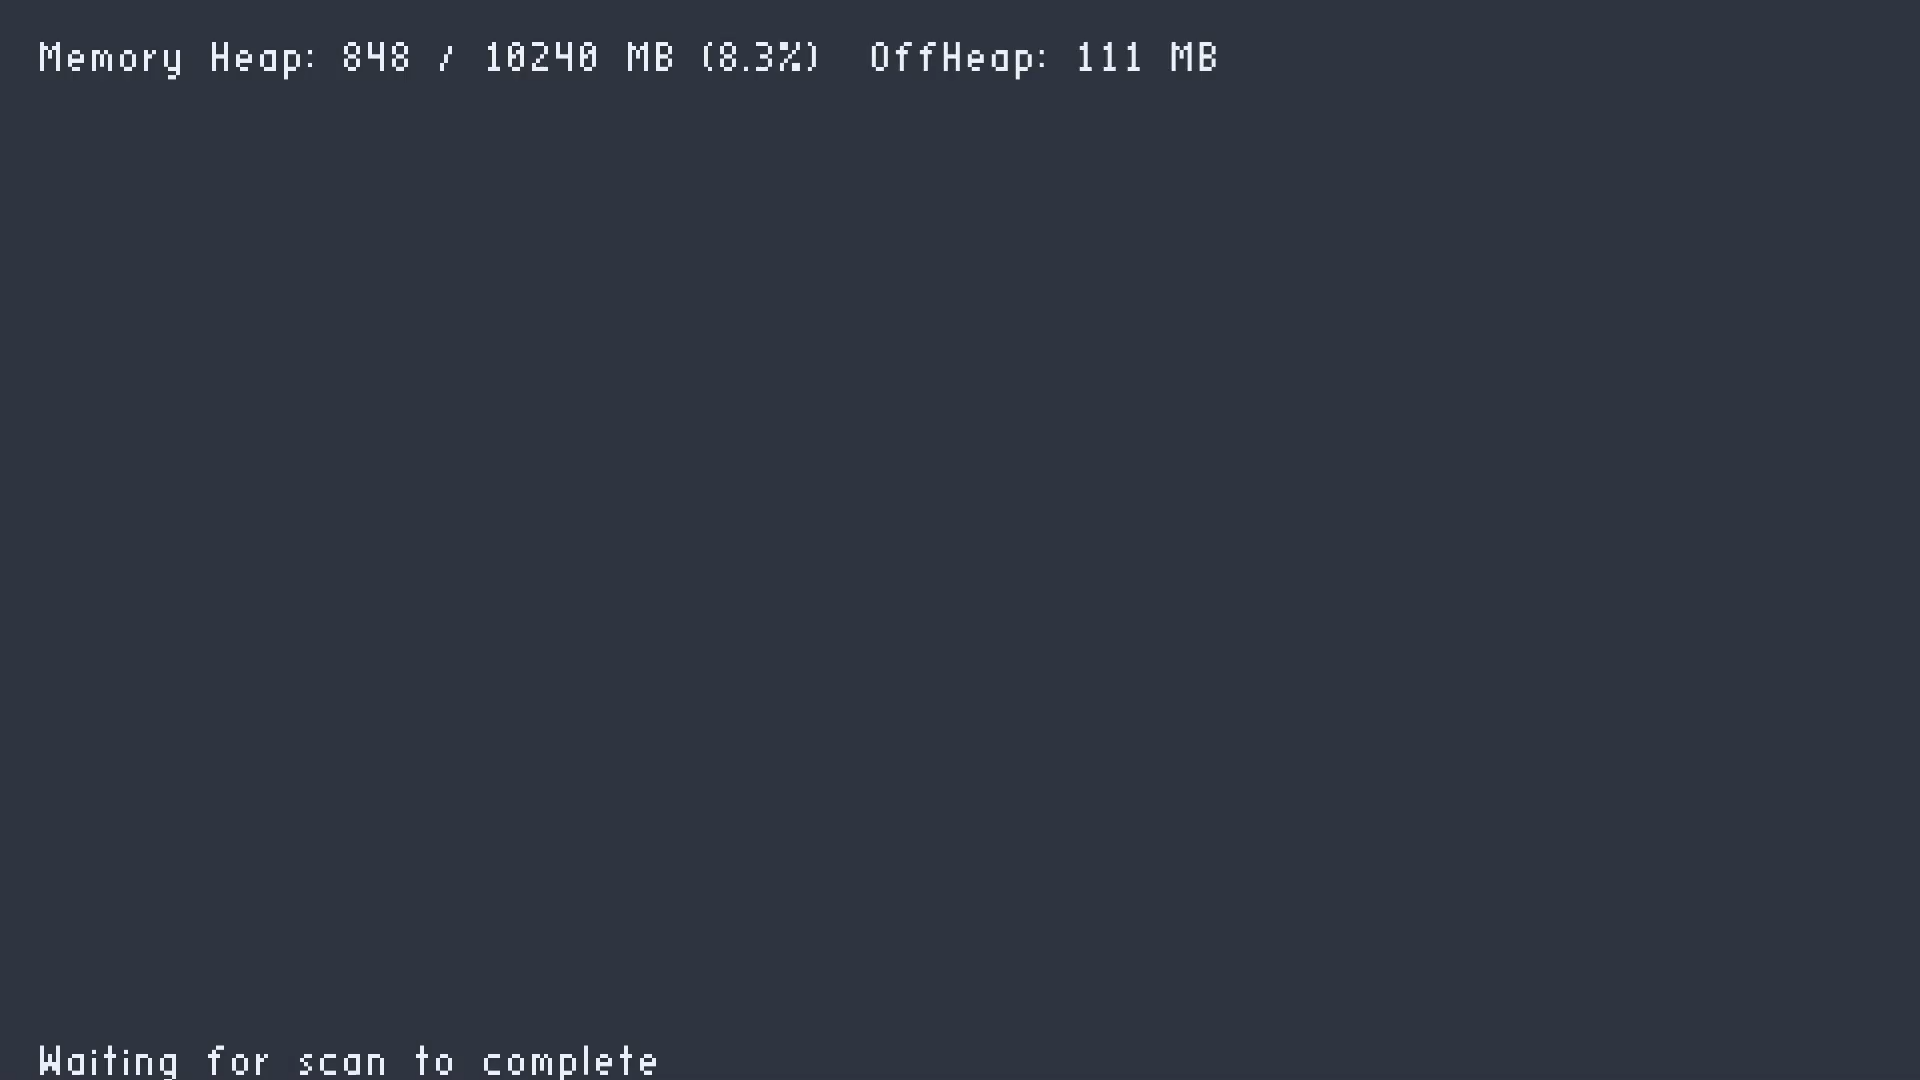 Memory Heap: 848 / 10240 MB (8.3%)  OffHeap: 111 MB
Waiting for scan to complete